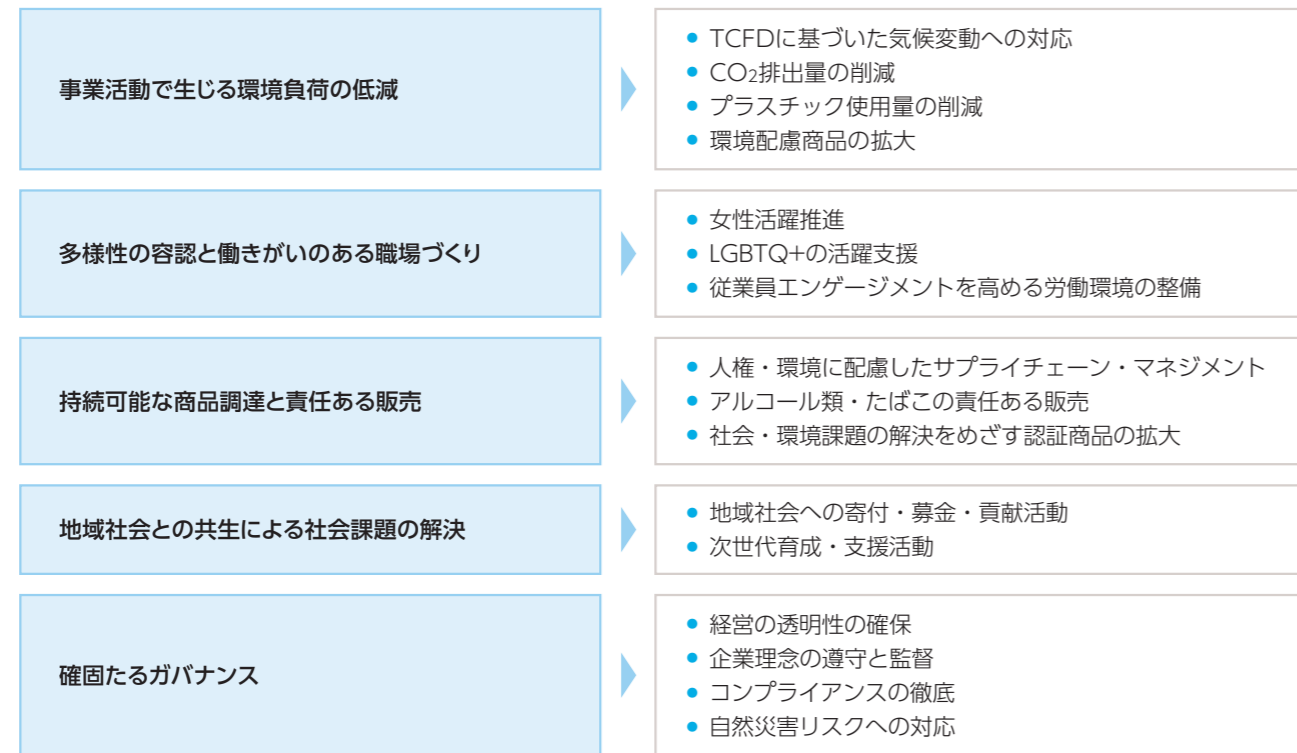 事業活動で生じる環境負荷の低減
● TCFDに基づいた気候変動への対応
● CO₂排出量の削減
● プラスチック使用量の削減
● 環境配慮商品の拡大
多様性の容認と働きがいのある職場づくり
● 女性活躍推進
● LGBTQ+の活躍支援
● 従業員エンゲージメントを高める労働環境の整備
持続可能な商品調達と責任ある販売
● 人権・環境に配慮したサプライチェーン・マネジメント
● アルコール類・たばこの責任ある販売
● 社会・環境課題の解決をめざす認証商品の拡大
地域社会との共生による社会課題の解決
● 地域社会への寄付・募金・貢献活動
● 次世代育成・支援活動
確固たるガバナンス
● 経営の透明性の確保
● 企業理念の遵守と監督
● コンプライアンスの徹底
● 自然災害リスクへの対応